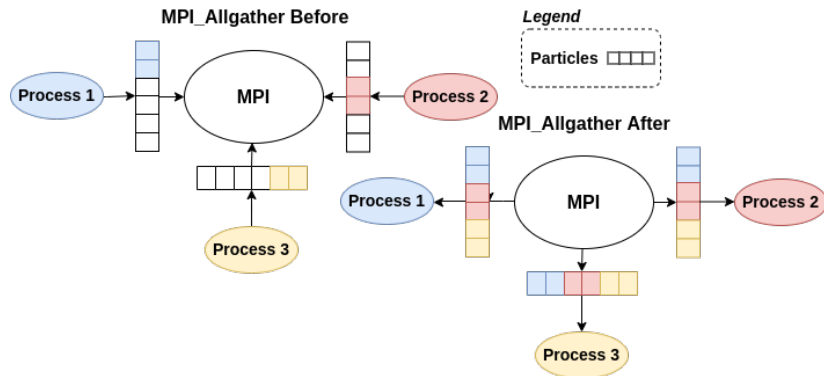 MPI_Allgather Before
Legend
Particles
Process 1
MPI
Process 2
Process 3
MPI_Allgather After
Process 1
MPI
Process 2
Process 3